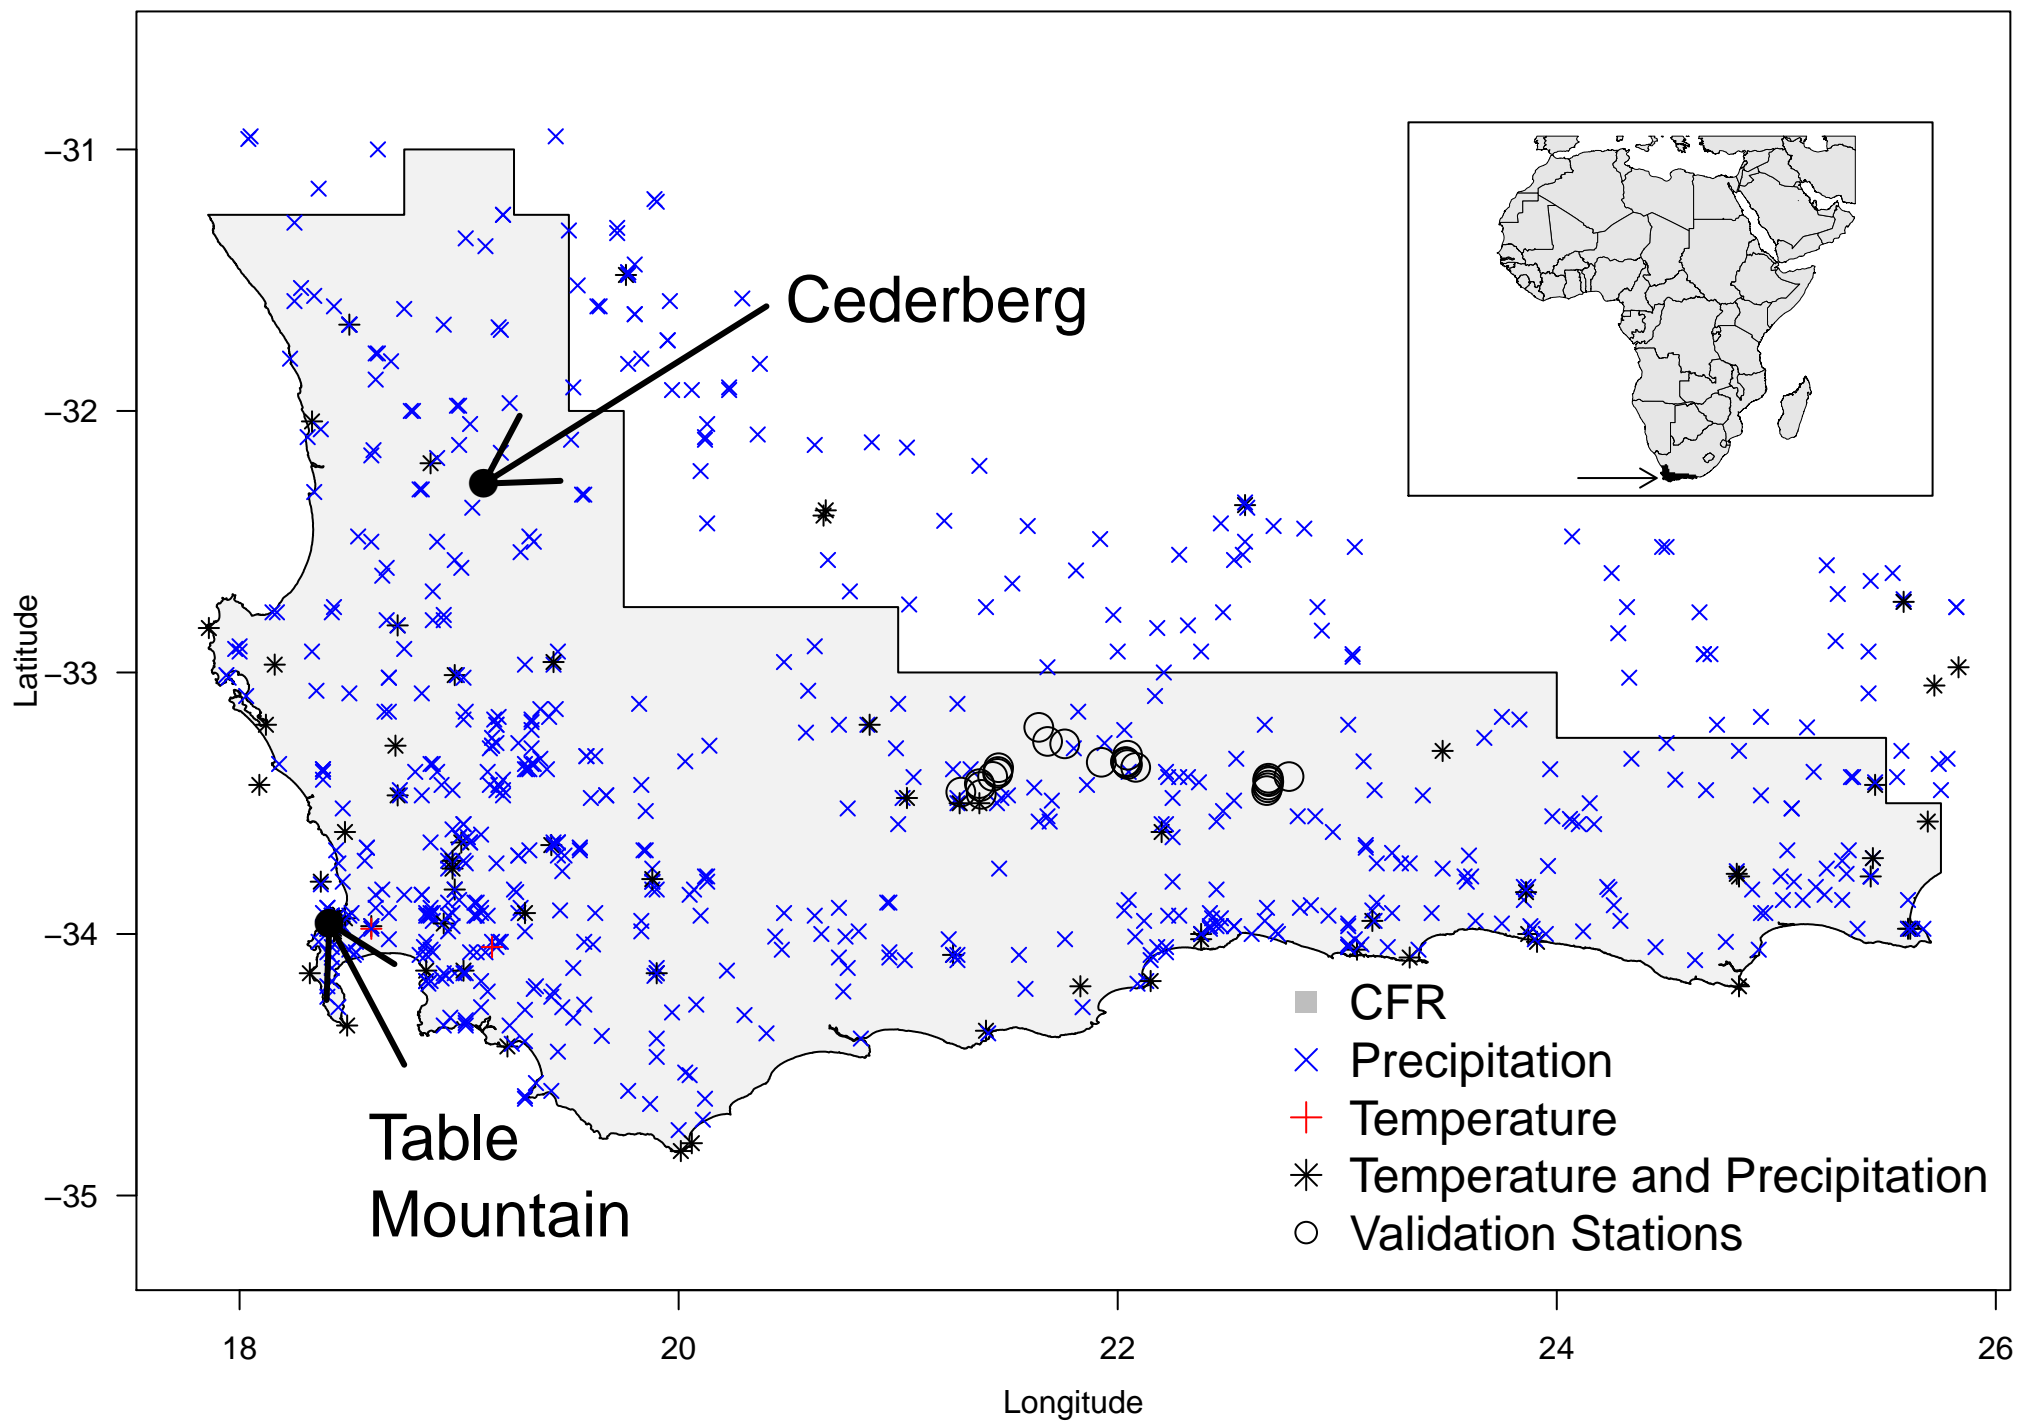 −31
−32
−33
−34
−35
Latitude
Cederberg
Table
Mountain
CFR
Precipitation
Temperature
Temperature and Precipitation
Validation Stations
18
20
22
24
26
Longitude